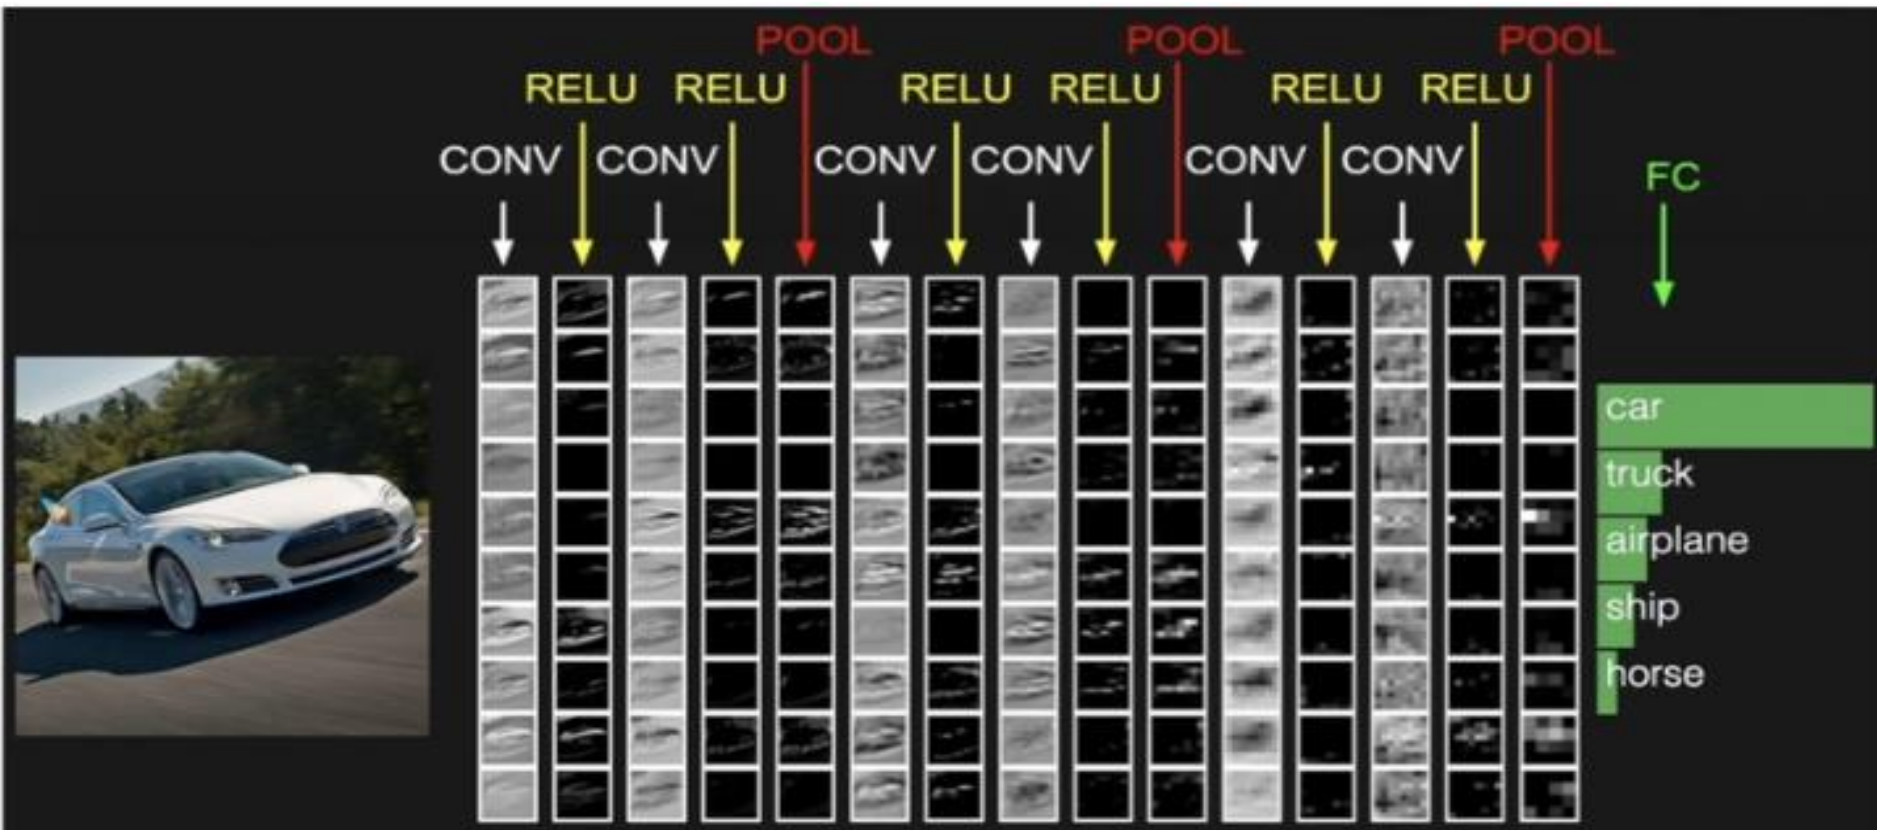 POOL POOL POOL
RELU RELU RELU RELU RELU RELU
CONV CONV CONV CONV CONV CONV
FC
car
truck
airplane
ship
horse